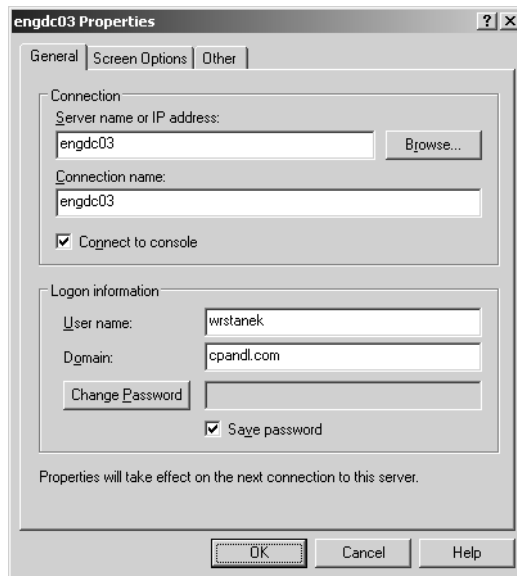 engdc03 Properties
General Screen Options Other
Connection
Server name or IP address:
engdc03 Browse...
Connection name:
engdc03
Connect to console
Logon information
User name: wrstanek
Domain: cpandl.com
Change Password
Save password
Properties will take effect on the next connection to this server.
OK Cancel Help